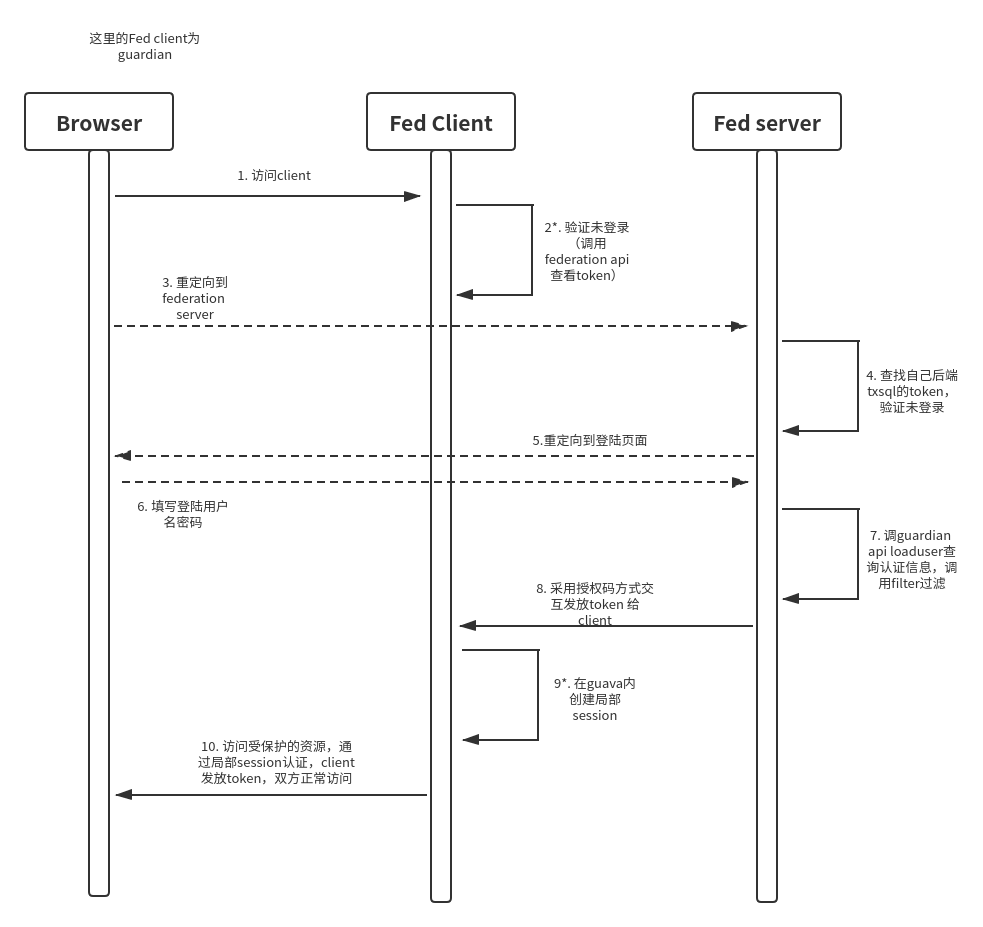 这里的Fed client为
guardian
Browser
Fed Client
Fed server
1. 访问client
2*. 验证未登录
（调用
federation api
查看token）
3. 重定向到
federation
server
4. 查找自己后端
txsql的token，
验证未登录
5.重定向到登陆页面
6. 填写登陆用户
名密码
7. 调guardian
api loaduser查
询认证信息，调
用filter过滤
8. 采用授权码方式交
互发放token 给
client
9*. 在guava内
创建局部
session
10. 访问受保护的资源，通
过局部session认证，client
发放token，双方正常访问